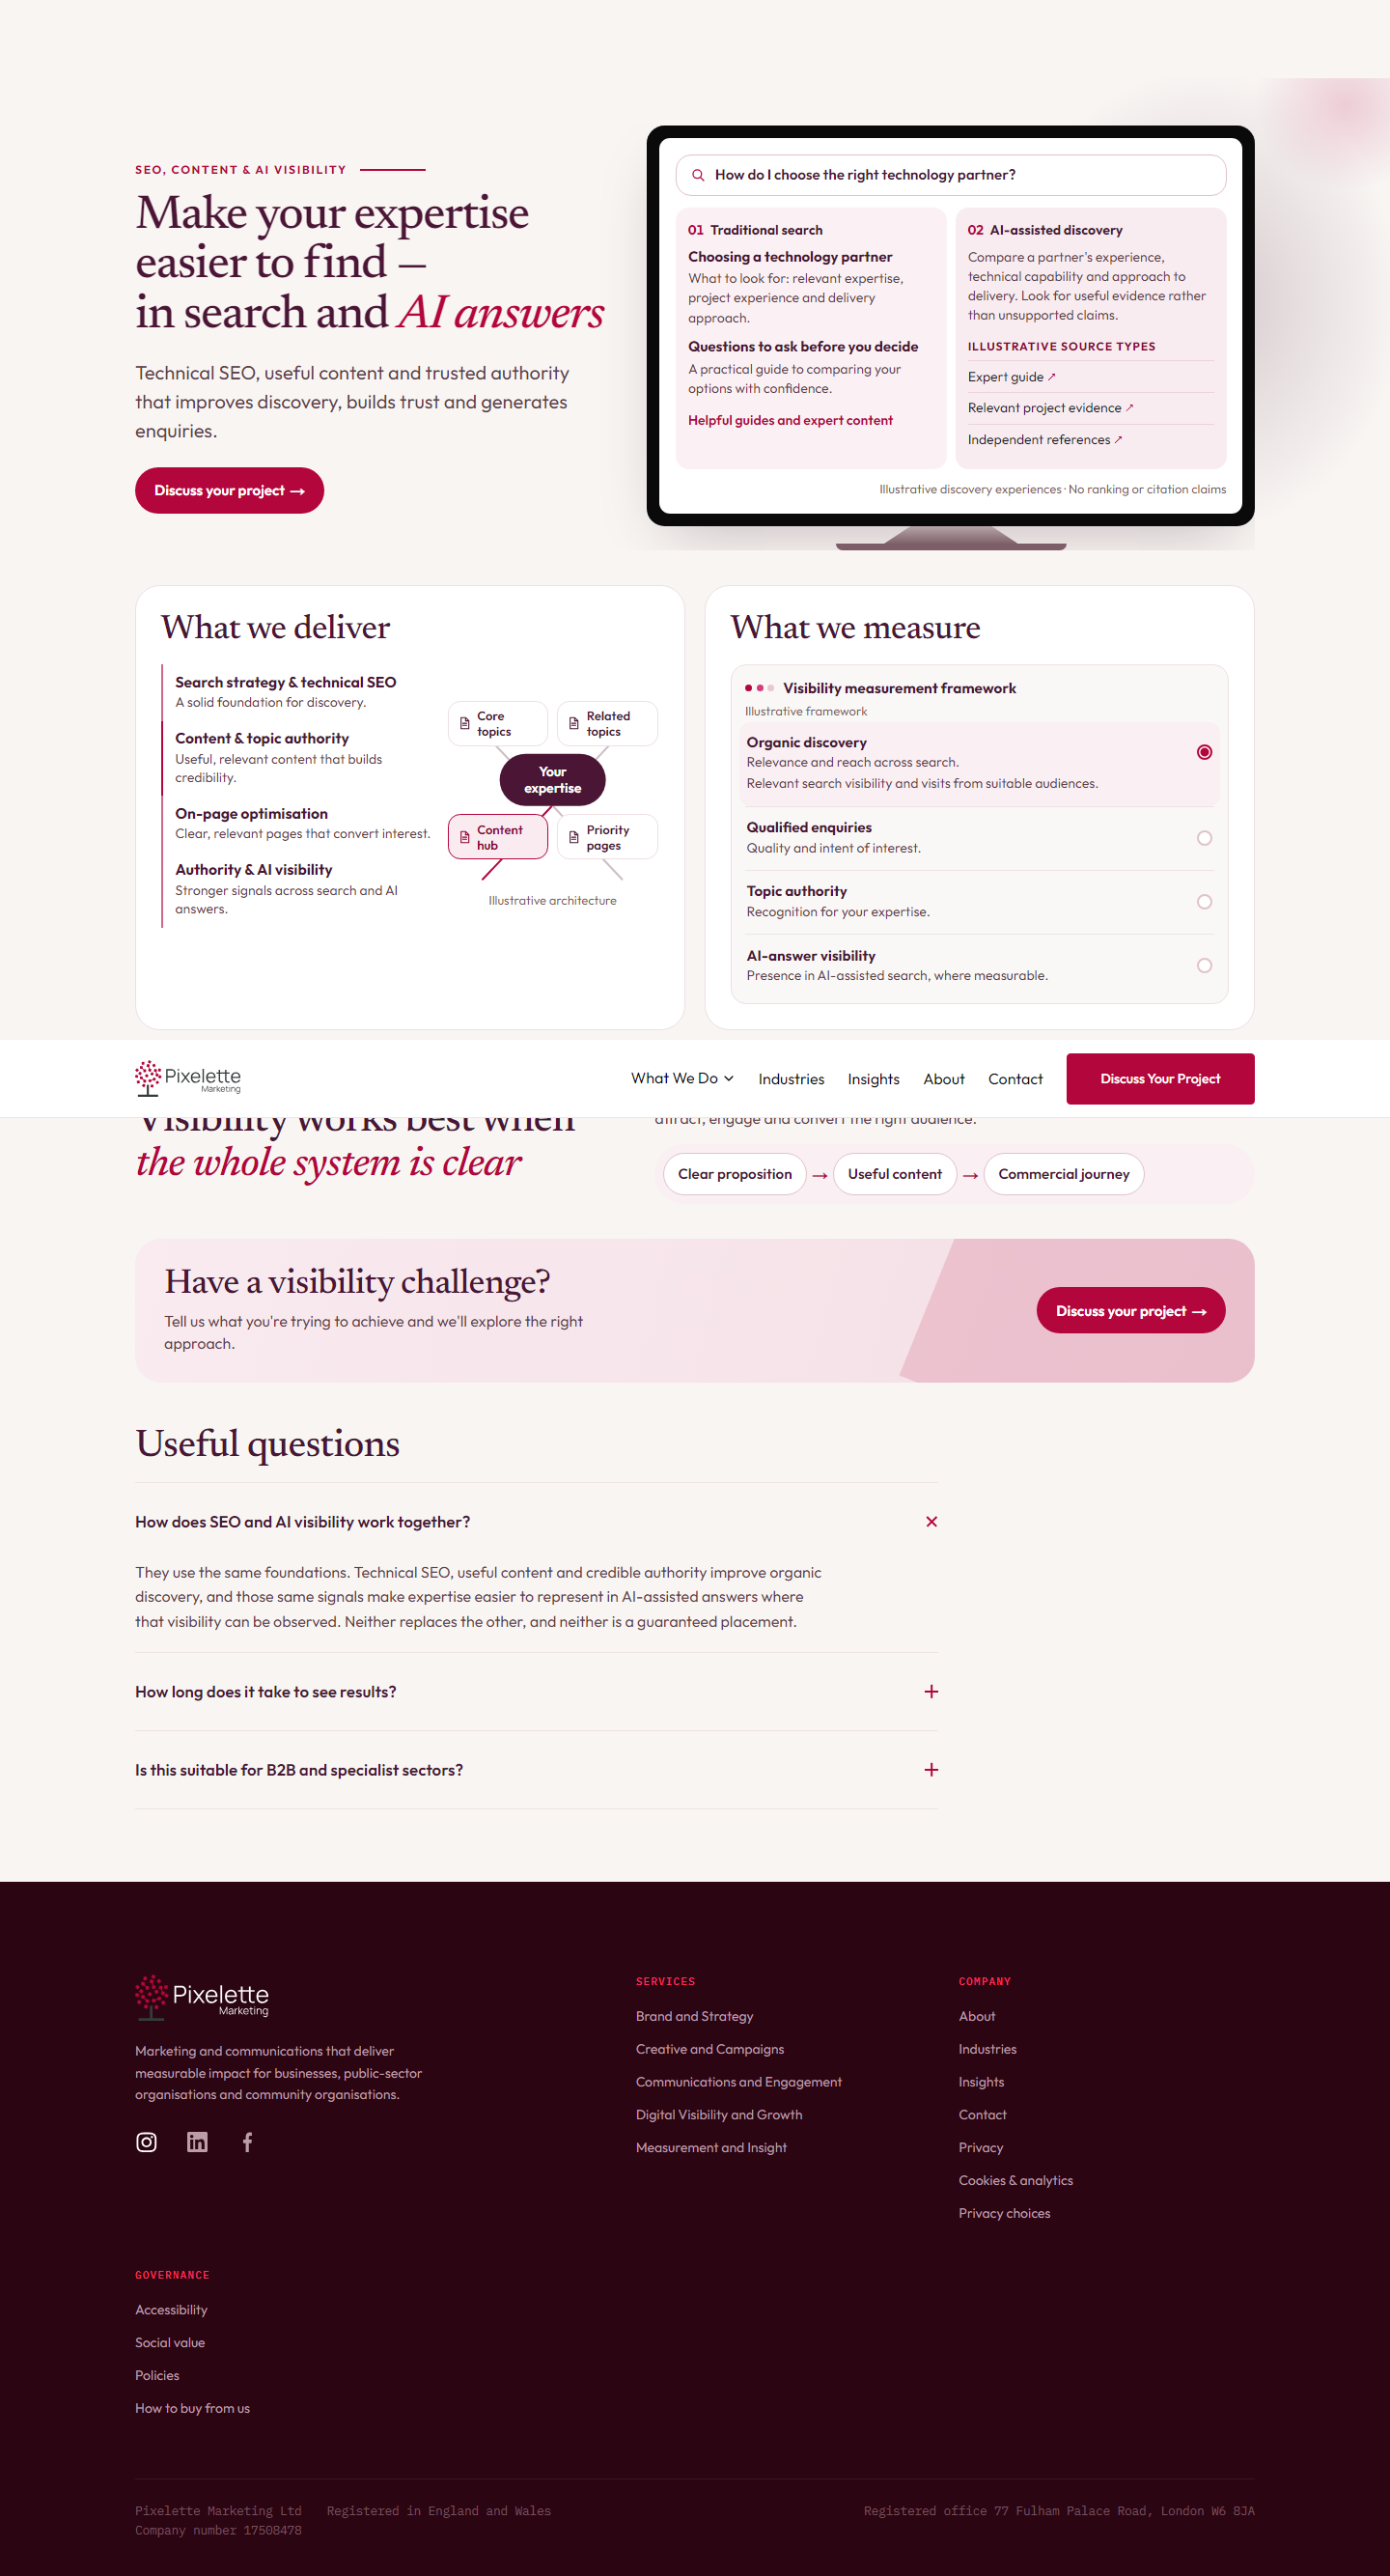 SEO, CONTENT & AI VISIBILITY
Make your expertise
easier to find –
in search and AI answers
Technical SEO, useful content and trusted authority
that improves discovery, builds trust and generates
enquiries.
Discuss your project →
How do I choose the right technology partner?
01 Traditional search
Choosing a technology partner
What to look for: relevant expertise,
project experience and delivery
approach.
Questions to ask before you decide
A practical guide to comparing your
options with confidence.
Helpful guides and expert content
02 AI-assisted discovery
Compare a partner's experience,
technical capability and approach to
delivery. Look for useful evidence rather
than unsupported claims.
ILLUSTRATIVE SOURCE TYPES
Expert guide ↗
Relevant project evidence ↗
Independent references ↗
Illustrative discovery experiences · No ranking or citation claims
What we deliver
Search strategy & technical SEO
A solid foundation for discovery.
Content & topic authority
Useful, relevant content that builds
credibility.
On-page optimisation
Clear, relevant pages that convert interest.
Authority & AI visibility
Stronger signals across search and AI
answers.
Core
topics
Related
topics
Your
expertise
Content
hub
Priority
pages
Illustrative architecture
What we measure
Visibility measurement framework
Illustrative framework
Organic discovery
Relevance and reach across search.
Relevant search visibility and visits from suitable audiences.
Qualified enquiries
Quality and intent of interest.
Topic authority
Recognition for your expertise.
AI-answer visibility
Presence in AI-assisted search, where measurable.
Pixelette
Marketing
What We Do
Industries
Insights
About
Contact
Discuss Your Project
Visibility works best when
the whole system is clear
attract, engage and convert the right audience.
Clear proposition → Useful content → Commercial journey
Have a visibility challenge?
Tell us what you're trying to achieve and we'll explore the right
approach.
Discuss your project →
Useful questions
How does SEO and AI visibility work together?
They use the same foundations. Technical SEO, useful content and credible authority improve organic
discovery, and those same signals make expertise easier to represent in AI-assisted answers where
that visibility can be observed. Neither replaces the other, and neither is a guaranteed placement.
How long does it take to see results?
Is this suitable for B2B and specialist sectors?
Pixelette
Marketing
Marketing and communications that deliver
measurable impact for businesses, public-sector
organisations and community organisations.
SERVICES
Brand and Strategy
Creative and Campaigns
Communications and Engagement
Digital Visibility and Growth
Measurement and Insight
COMPANY
About
Industries
Insights
Contact
Privacy
Cookies & analytics
Privacy choices
GOVERNANCE
Accessibility
Social value
Policies
How to buy from us
Pixelette Marketing Ltd
Registered in England and Wales
Company number 17508478
Registered office 77 Fulham Palace Road, London W6 8JA